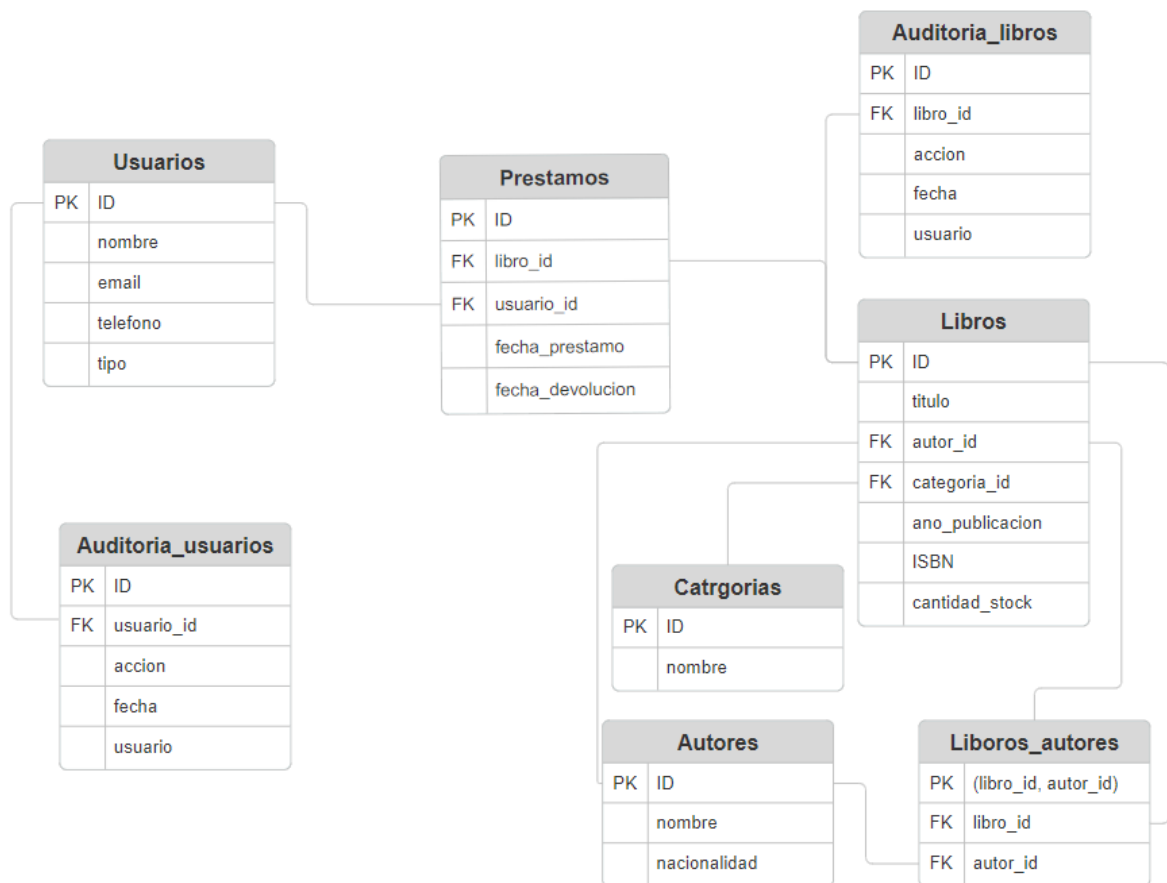 Auditoria_libros
PK ID
FK libro_id
accion
fecha
usuario
Usuarios
PK ID
nombre
email
telefono
tipo
Prestamos
PK ID
FK libro_id
FK usuario_id
fecha_prestamo
fecha_devolucion
Libros
PK ID
titulo
FK autor_id
FK categoria_id
ano_publicacion
ISBN
cantidad_stock
Auditoria_usuarios
PK ID
FK usuario_id
accion
fecha
usuario
Catrgorias
PK ID
nombre
Autores
PK ID
nombre
nacionalidad
Liboros_autores
PK (libro_id, autor_id)
FK libro_id
FK autor_id